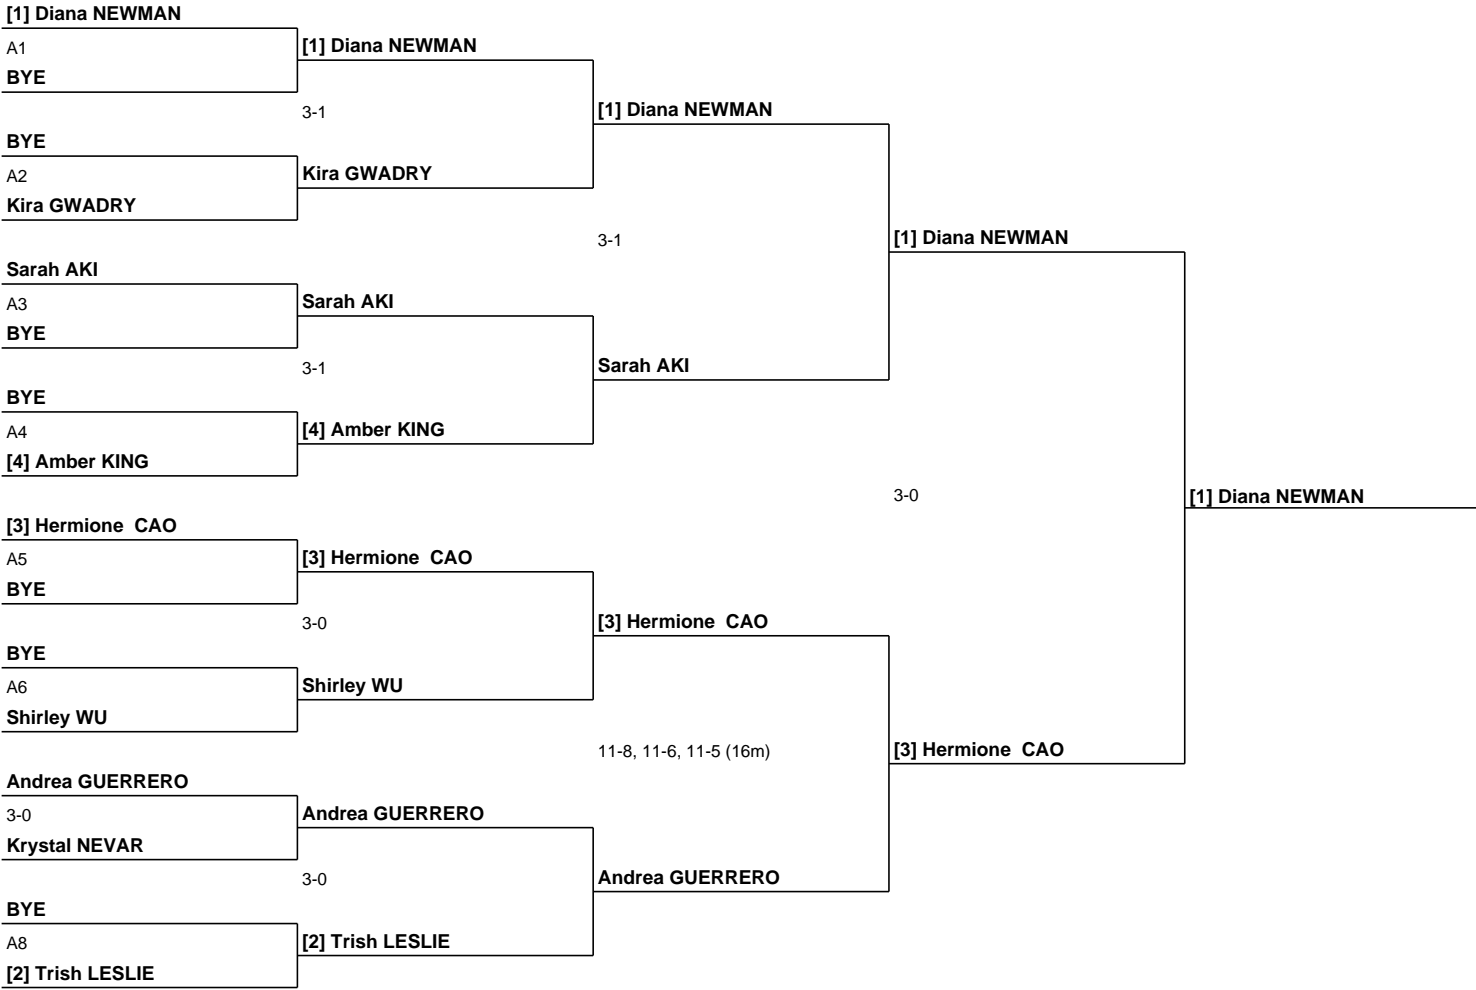 [1] Diana NEWMAN
A1
BYE
BYE
A2
Kira GWADRY
Sarah AKI
A3
BYE
BYE
A4
[4] Amber KING
[3] Hermione  CAO
A5
BYE
BYE
A6
Shirley WU
Andrea GUERRERO
3-0
Krystal NEVAR
BYE
A8
[2] Trish LESLIE
[1] Diana NEWMAN
3-1
Kira GWADRY
Sarah AKI
3-1
[4] Amber KING
[3] Hermione  CAO
3-0
Shirley WU
Andrea GUERRERO
3-0
[2] Trish LESLIE
[1] Diana NEWMAN
3-1
Sarah AKI
[3] Hermione  CAO
11-8, 11-6, 11-5 (16m)
Andrea GUERRERO
[1] Diana NEWMAN
3-0
[3] Hermione  CAO
[1] Diana NEWMAN